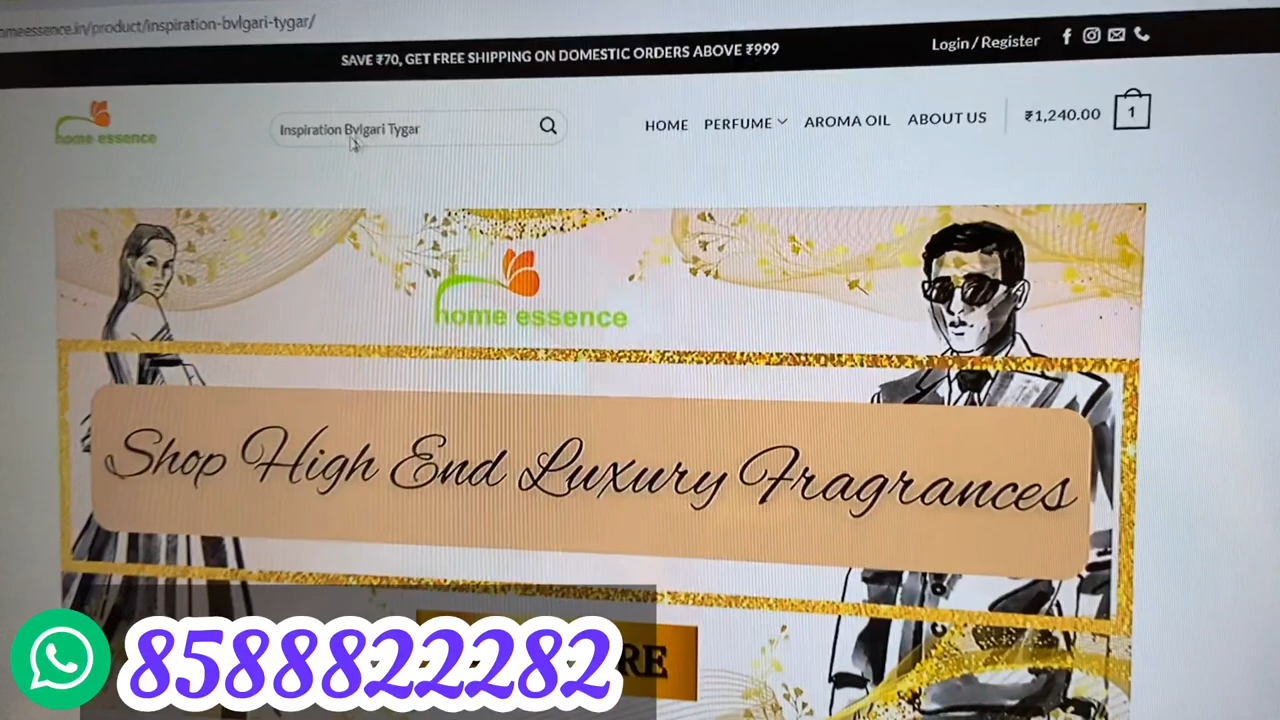 omeessence.in/product/inspiration-bvlgari-tygar/
SAVE ₹70, GET FREE SHIPPING ON DOMESTIC ORDERS ABOVE ₹999
Login / Register
home essence
Inspiration Bvlgari Tygar
HOME PERFUME AROMA OIL ABOUT US ₹1,240.00 1
home essence
Shop High End Luxury Fragrances
8588822282